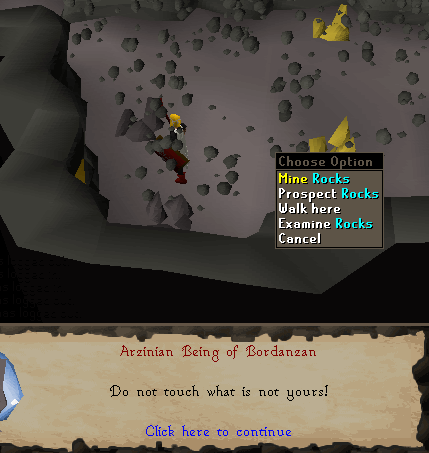 Choose Option
Mine Rocks
Prospect Rocks
Walk here
Examine Rocks
Cancel
Arzinian Being of Bordanzan
Do not touch what is not yours!
Click here to continue